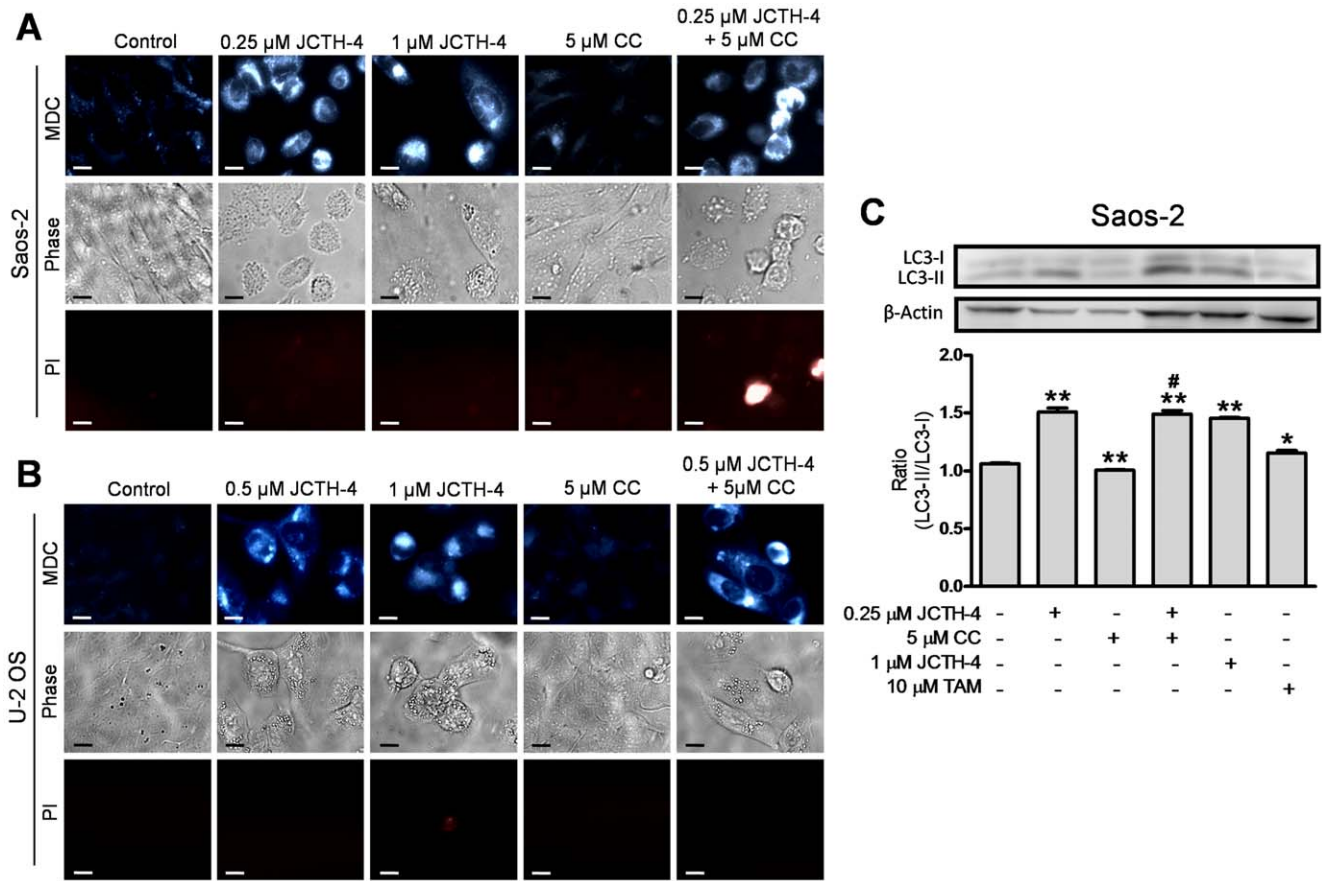 A
Control
0.25 µM JCTH-4
1 µM JCTH-4
5 µM CC
0.25 µM JCTH-4
+ 5 µM CC
Saos-2
MDC
Phase
PI
B
Control
0.5 µM JCTH-4
1 µM JCTH-4
5 µM CC
0.5 µM JCTH-4
+ 5µM CC
U-2 OS
MDC
Phase
PI
C
Saos-2
LC3-I
LC3-II
β-Actin
Ratio
(LC3-II/LC3-I)
2.0
1.5
1.0
0.5
0.0
** ** # ** ** *
0.25 µM JCTH-4 - + - + - -
5 µM CC - - + + - -
1 µM JCTH-4 - - - - + -
10 µM TAM - - - - - +